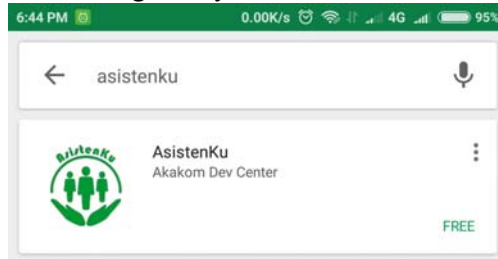 6:44 PM 0.00K/s 4G 95%
asistenku
AsistenKu
AsistenKu
Akakom Dev Center
FREE